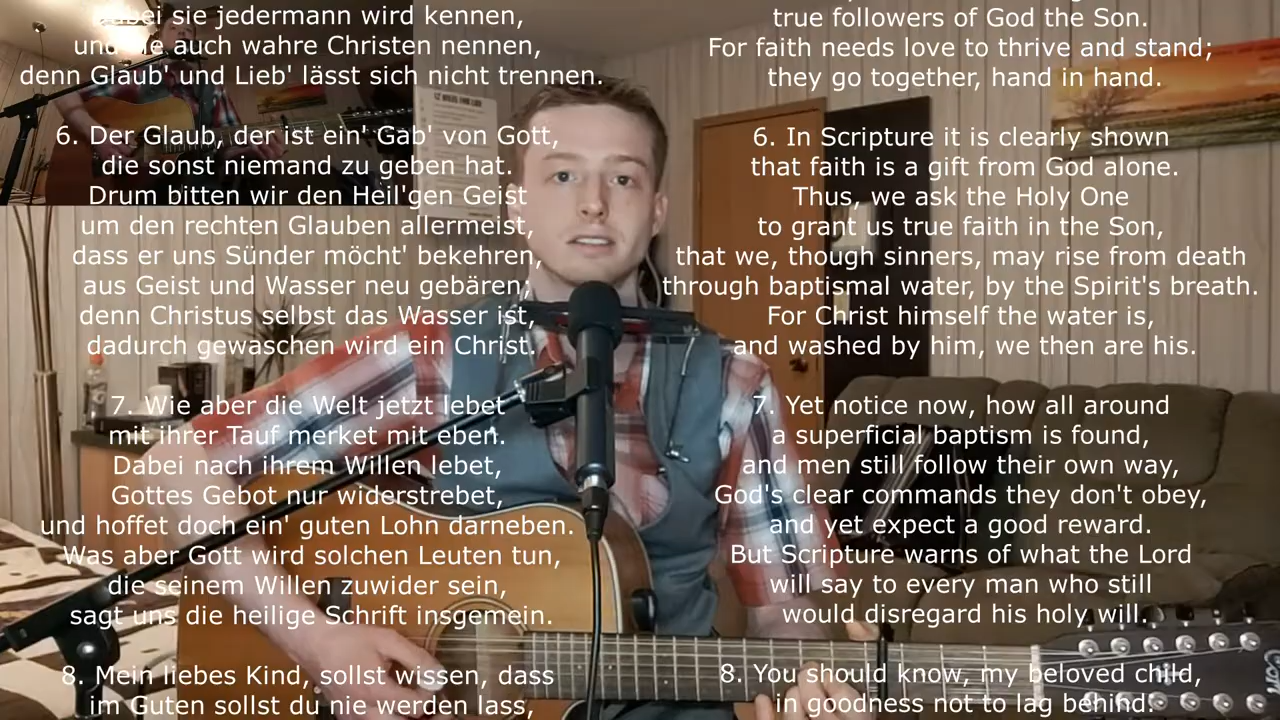 Dabei sie jedermann wird kennen,
und sie auch wahre Christen nennen,
denn Glaub' und Lieb' lässt sich nicht trennen.
6. Der Glaub, der ist ein' Gab' von Gott,
die sonst niemand zu geben hat.
Drum bitten wir den Heil'gen Geist
um den rechten Glauben allermeist,
dass er uns Sünder möcht' bekehren,
aus Geist und Wasser neu gebären;
denn Christus selbst das Wasser ist,
dadurch gewaschen wird ein Christ.
7. Wie aber die Welt jetzt lebet
mit ihrer Tauf merket mit eben.
Dabei nach ihrem Willen lebet,
Gottes Gebot nur widerstrebet,
und hoffet doch ein' guten Lohn darneben.
Was aber Gott wird solchen Leuten tun,
die seinem Willen zuwider sein,
sagt uns die heilige Schrift insgemein.
8. Mein liebes Kind, sollst wissen, dass
im Guten sollst du nie werden lass,
true followers of God the Son.
For faith needs love to thrive and stand;
they go together, hand in hand.
6. In Scripture it is clearly shown
that faith is a gift from God alone.
Thus, we ask the Holy One
to grant us true faith in the Son,
that we, though sinners, may rise from death
through baptismal water, by the Spirit's breath.
For Christ himself the water is,
and washed by him, we then are his.
7. Yet notice now, how all around
a superficial baptism is found,
and men still follow their own way,
God's clear commands they don't obey,
and yet expect a good reward.
But Scripture warns of what the Lord
will say to every man who still
would disregard his holy will.
8. You should know, my beloved child,
in goodness not to lag behind: